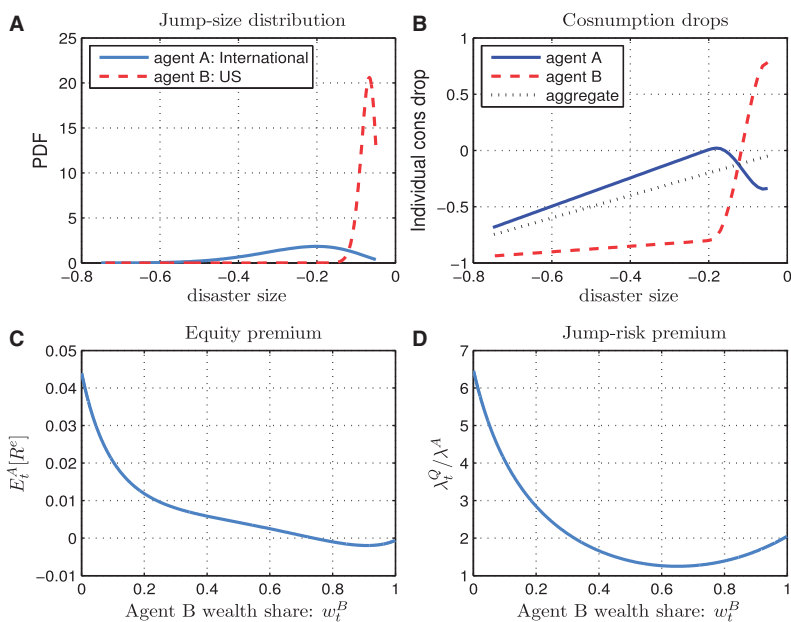 A
Jump-size distribution
25
20
15
10
5
0
PDF
agent A: International
agent B: US
−0.8
−0.6
−0.4
−0.2
0
disaster size
B
Cosnumption drops
1
0.5
0
−0.5
−1
Individual cons drop
agent A
agent B
aggregate
−0.8
−0.6
−0.4
−0.2
0
disaster size
C
Equity premium
0.05
0.04
0.03
0.02
0.01
0
−0.01
E_t^A[R^e]
0
0.2
0.4
0.6
0.8
1
Agent B wealth share: w_t^B
D
Jump-risk premium
7
6
5
4
3
2
1
λ_t^Q/λ^A
0
0.2
0.4
0.6
0.8
1
Agent B wealth share: w_t^B